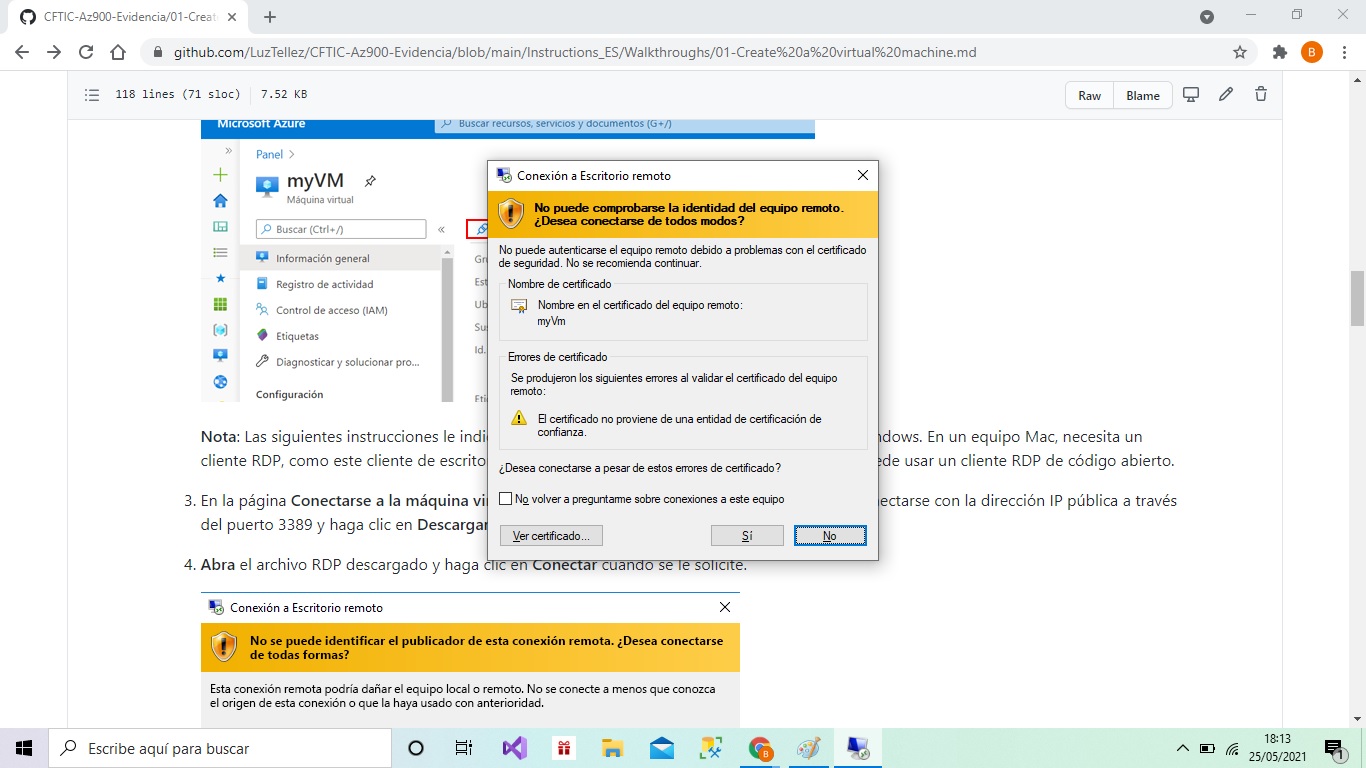 CFTIC-Az900-Evidencia/01-Creat
github.com/LuzTellez/CFTIC-Az900-Evidencia/blob/main/Instructions_ES/Walkthroughs/01-Create%20a%20virtual%20machine.md
B
118 lines (71 sloc)
7.52 KB
Raw
Blame
Microsoft Azure
Buscar recursos, servicios y documentos (G+/)
Panel
myVM
Máquina virtual
Buscar (Ctrl+/)
Información general
Registro de actividad
Control de acceso (IAM)
Etiquetas
Diagnosticar y solucionar pro...
Configuración
Conexión a Escritorio remoto
No puede comprobarse la identidad del equipo remoto.
¿Desea conectarse de todos modos?
No puede autenticarse el equipo remoto debido a problemas con el certificado
de seguridad. No se recomienda continuar.
Nombre de certificado
Nombre en el certificado del equipo remoto:
myVm
Errores de certificado
Se produjeron los siguientes errores al validar el certificado del equipo
remoto:
El certificado no proviene de una entidad de certificación de
confianza.
¿Desea conectarse a pesar de estos errores de certificado?
No volver a preguntarme sobre conexiones a este equipo
Ver certificado...
Sí
No
Nota: Las siguientes instrucciones le indi ndows. En un equipo Mac, necesita un
cliente RDP, como este cliente de escrito ede usar un cliente RDP de código abierto.
3. En la página Conectarse a la máquina vi nectarse con la dirección IP pública a través
del puerto 3389 y haga clic en Descargar
4. Abra el archivo RDP descargado y haga clic en Conectar cuando se le solicite.
Conexión a Escritorio remoto
No se puede identificar el publicador de esta conexión remota. ¿Desea conectarse
de todas formas?
Esta conexión remota podría dañar el equipo local o remoto. No se conecte a menos que conozca
el origen de esta conexión o que la haya usado con anterioridad.
Escribe aquí para buscar
18:13
25/05/2021
1